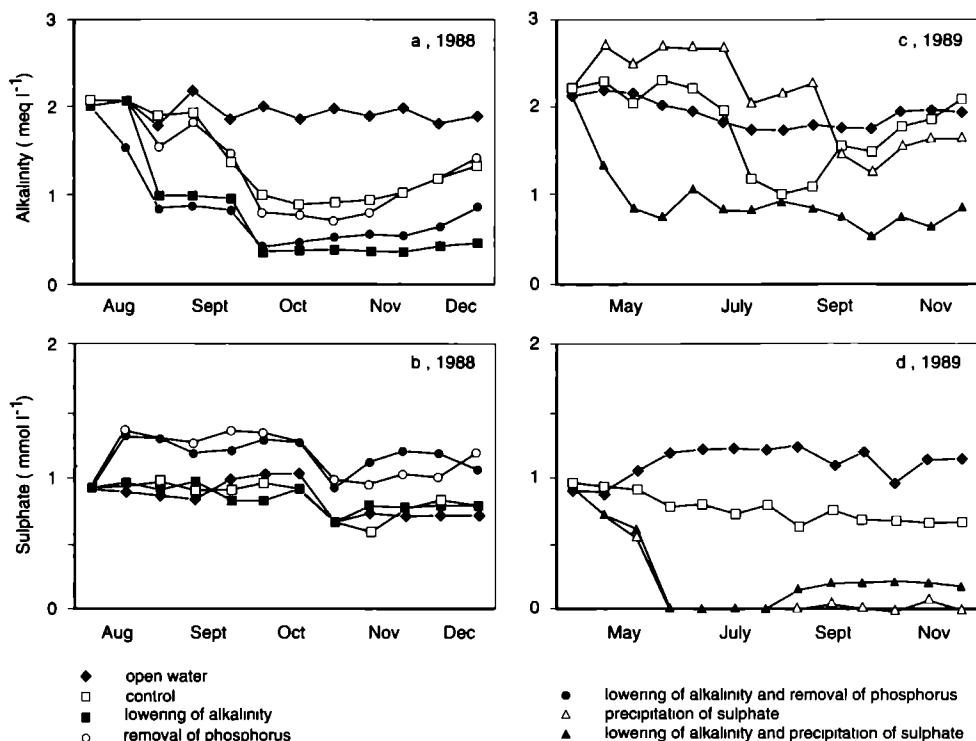 a , 1988
3
2
1
0
Alkalinity ( meq l⁻¹ )
Aug Sept Oct Nov Dec
c , 1989
3
2
1
0
May July Sept Nov
b , 1988
2
1
0
Sulphate ( mmol l⁻¹ )
Aug Sept Oct Nov Dec
d , 1989
2
1
0
May July Sept Nov
open water
control
lowering of alkalinity
removal of phosphorus
lowering of alkalinity and removal of phosphorus
precipitation of sulphate
lowering of alkalinity and precipitation of sulphate